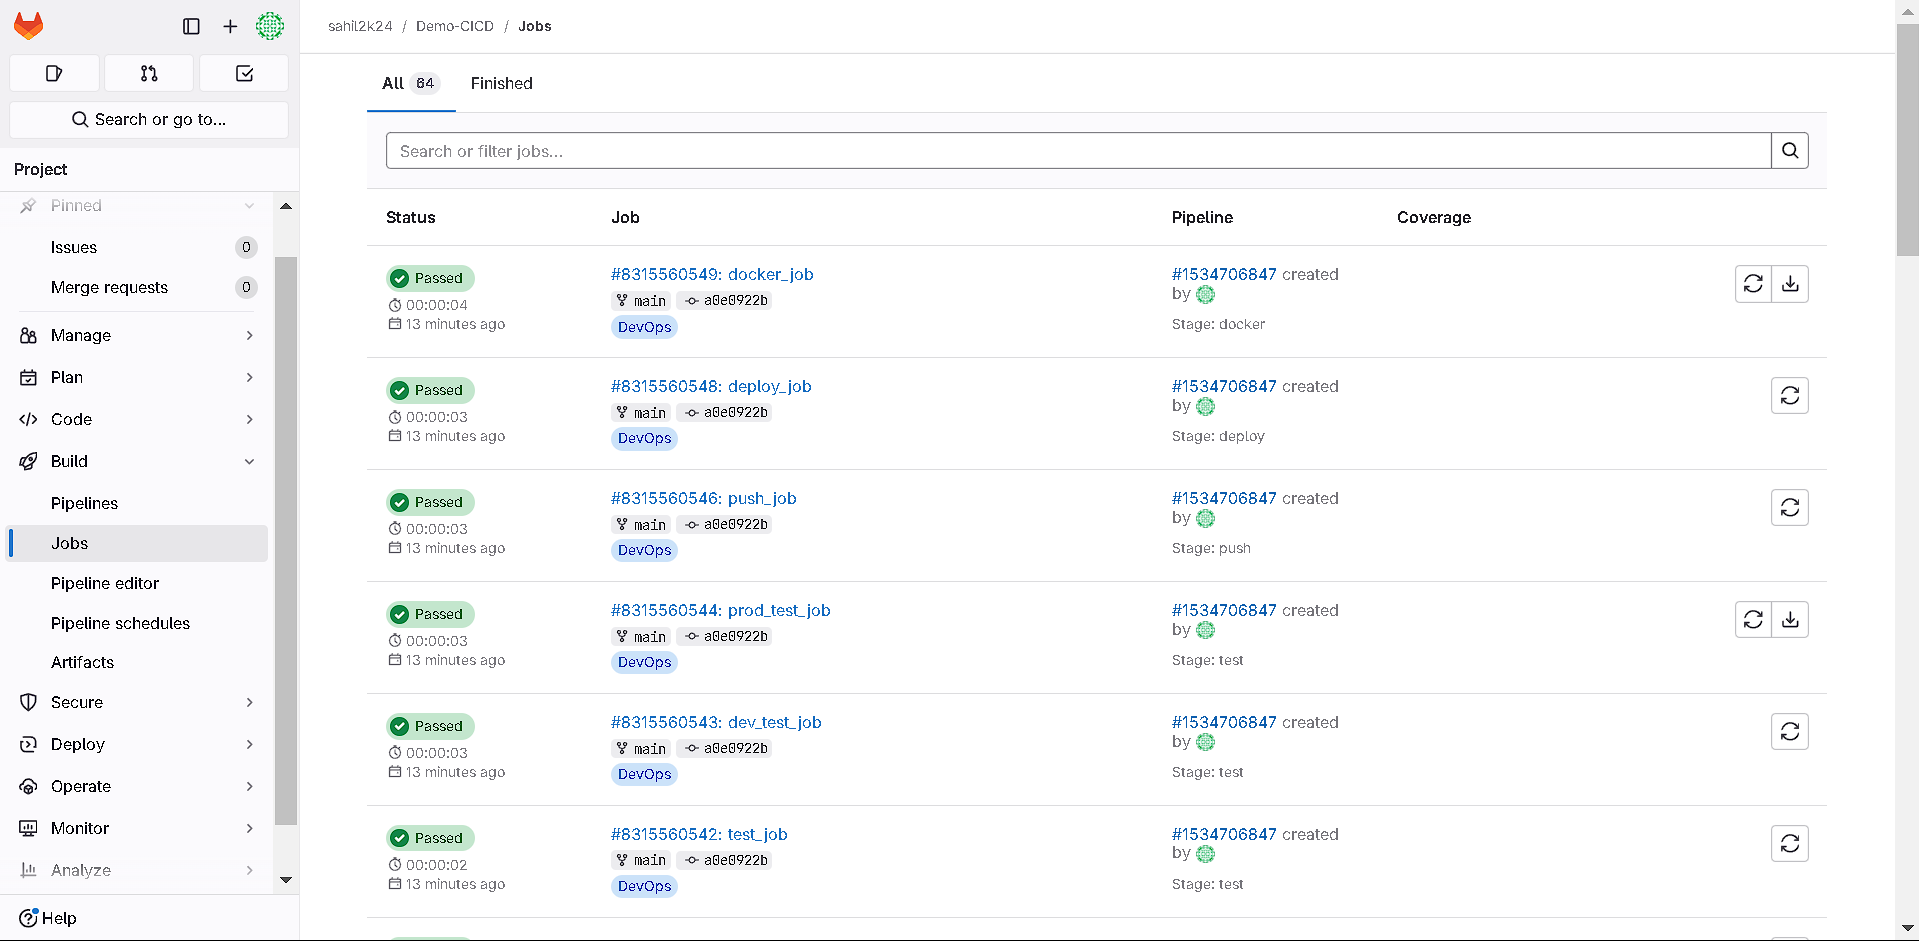 sahil2k24 / Demo-CICD / Jobs
Search or go to...
Project
Pinned
Issues 0
Merge requests 0
Manage
Plan
Code
Build
Pipelines
Jobs
Pipeline editor
Pipeline schedules
Artifacts
Secure
Deploy
Operate
Monitor
Analyze
Help
All 64 Finished
Search or filter jobs...
Status Job Pipeline Coverage
Passed #8315560549: docker_job #1534706847 created
00:00:04 main a0e0922b by
13 minutes ago DevOps Stage: docker
Passed #8315560548: deploy_job #1534706847 created
00:00:03 main a0e0922b by
13 minutes ago DevOps Stage: deploy
Passed #8315560546: push_job #1534706847 created
00:00:03 main a0e0922b by
13 minutes ago DevOps Stage: push
Passed #8315560544: prod_test_job #1534706847 created
00:00:03 main a0e0922b by
13 minutes ago DevOps Stage: test
Passed #8315560543: dev_test_job #1534706847 created
00:00:03 main a0e0922b by
13 minutes ago DevOps Stage: test
Passed #8315560542: test_job #1534706847 created
00:00:02 main a0e0922b by
13 minutes ago DevOps Stage: test